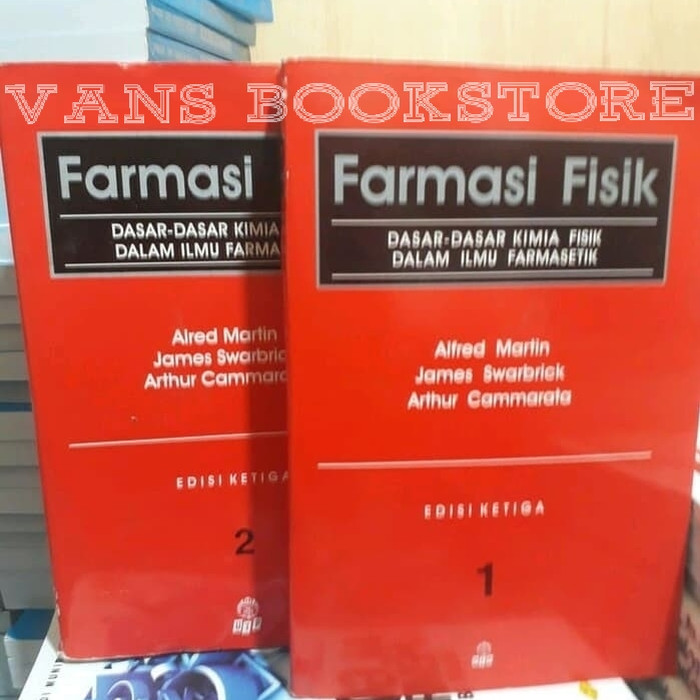 VANS BOOKSTORE
Farmasi
DASAR-DASAR KIMIA
DALAM ILMU FARMA
Alred Martin
James Swarbric
Arthur Cammara
EDISI KETIGA
2
Farmasi Fisik
DASAR-DASAR KIMIA FISIK
DALAM ILMU FARMASETIK
Alfred Martin
James Swarbrick
Arthur Cammarata
EDISI KETIGA
1